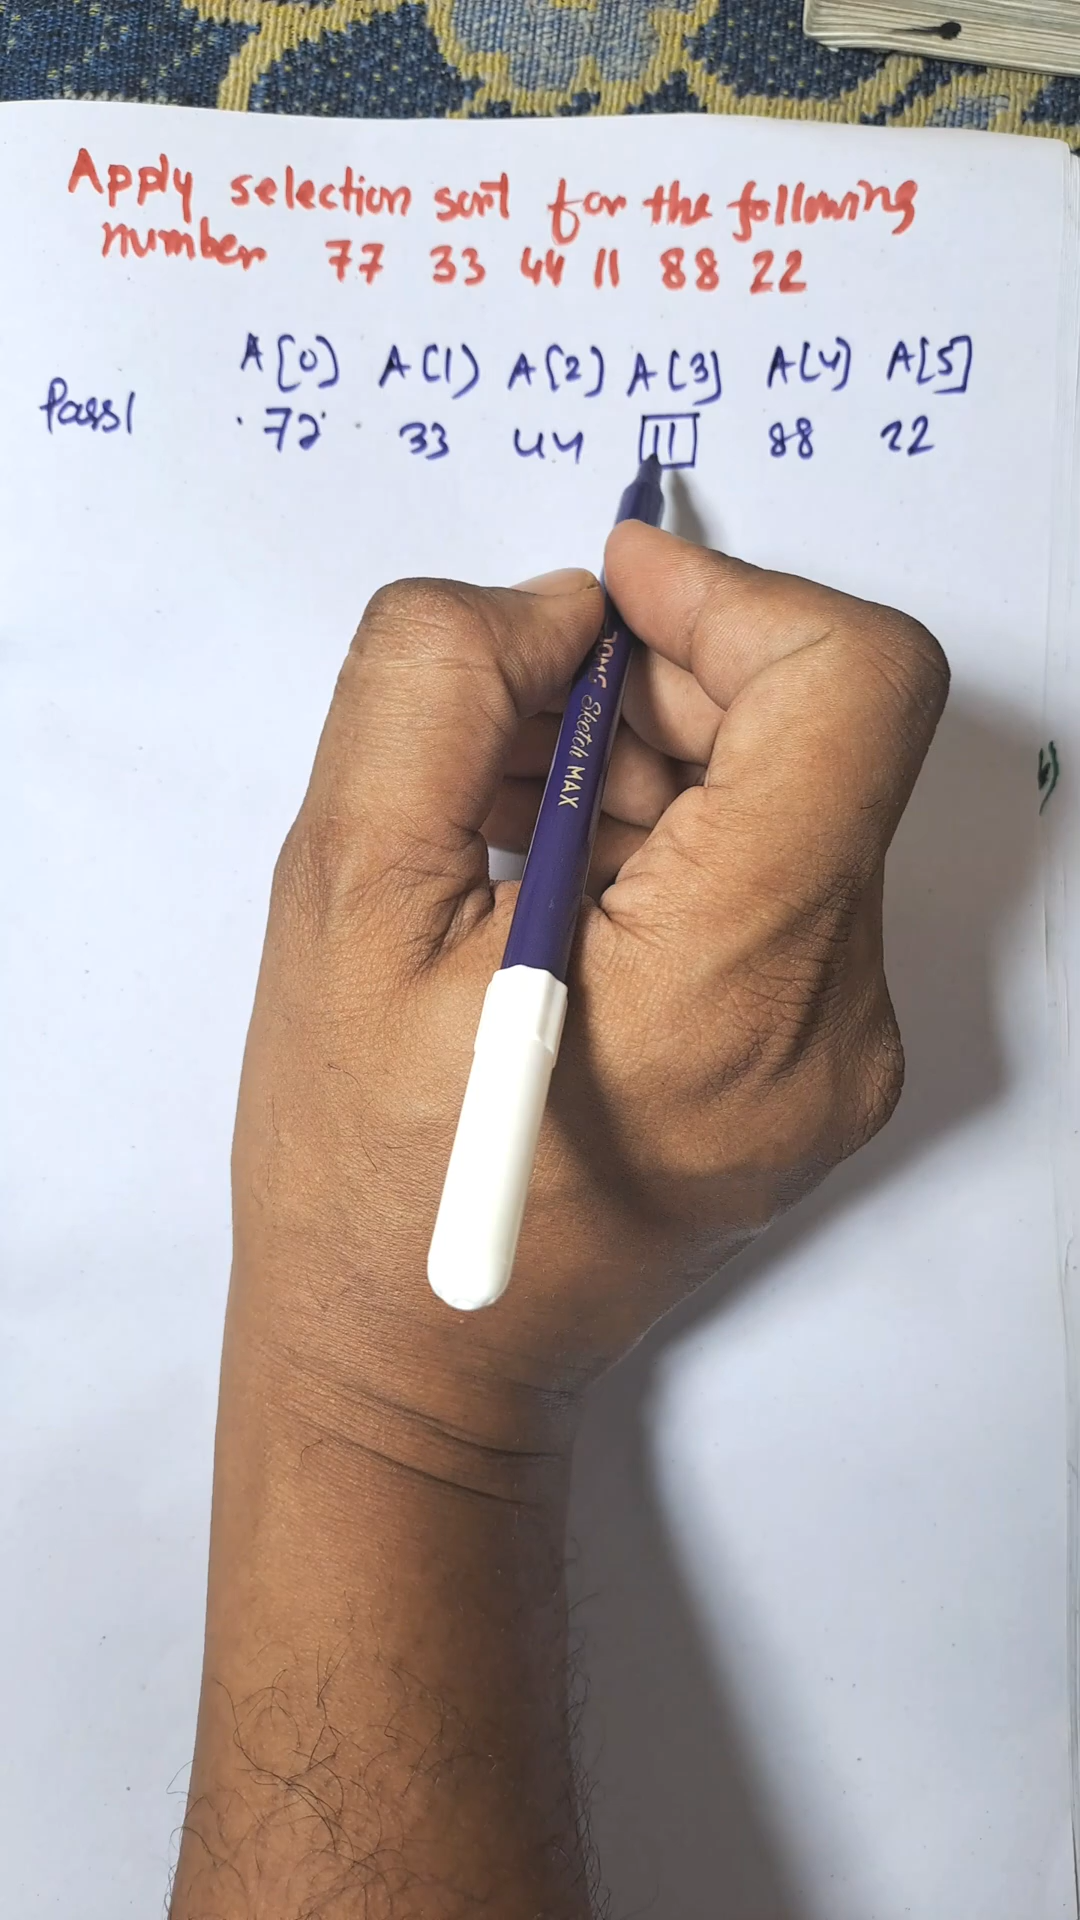 Apply selection sort for the following
number 77 33 44 11 88 22
A[0] A(1) A(2) A(3) A(4) A[5]
Pass1 72 33 44 11 88 22
Sketch MAX